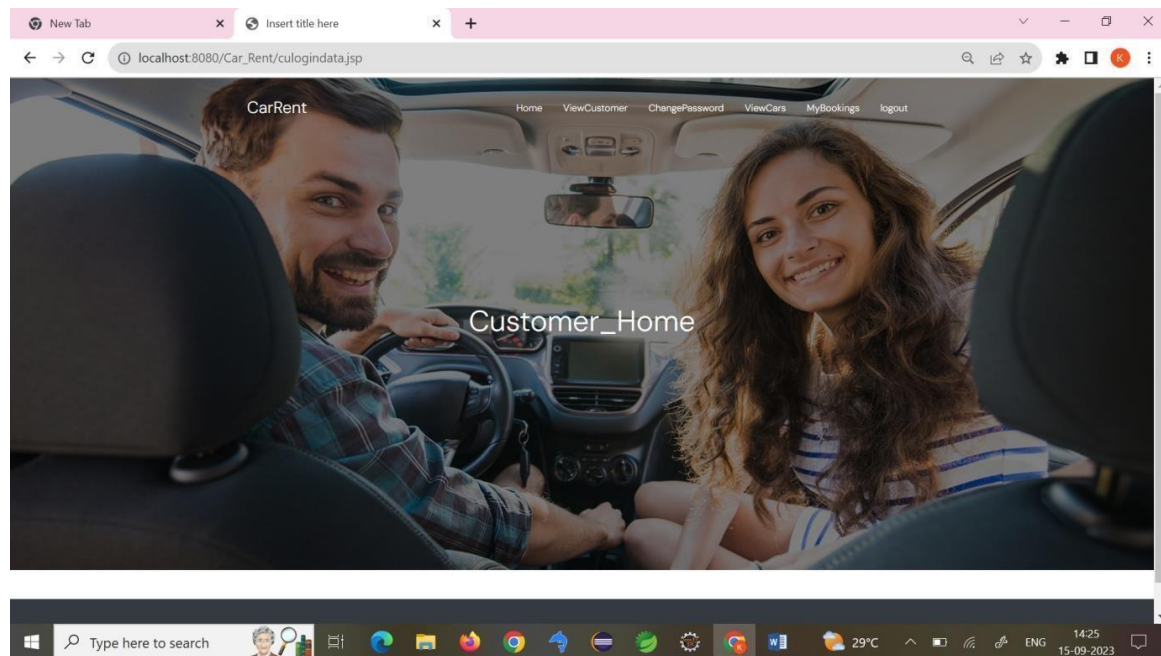 New Tab
Insert title here
localhost:8080/Car_Rent/culogindata.jsp
K
CarRent
Home ViewCustomer ChangePassword ViewCars MyBookings logout
Customer_Home
Type here to search
29°C
ENG
14:25
15-09-2023